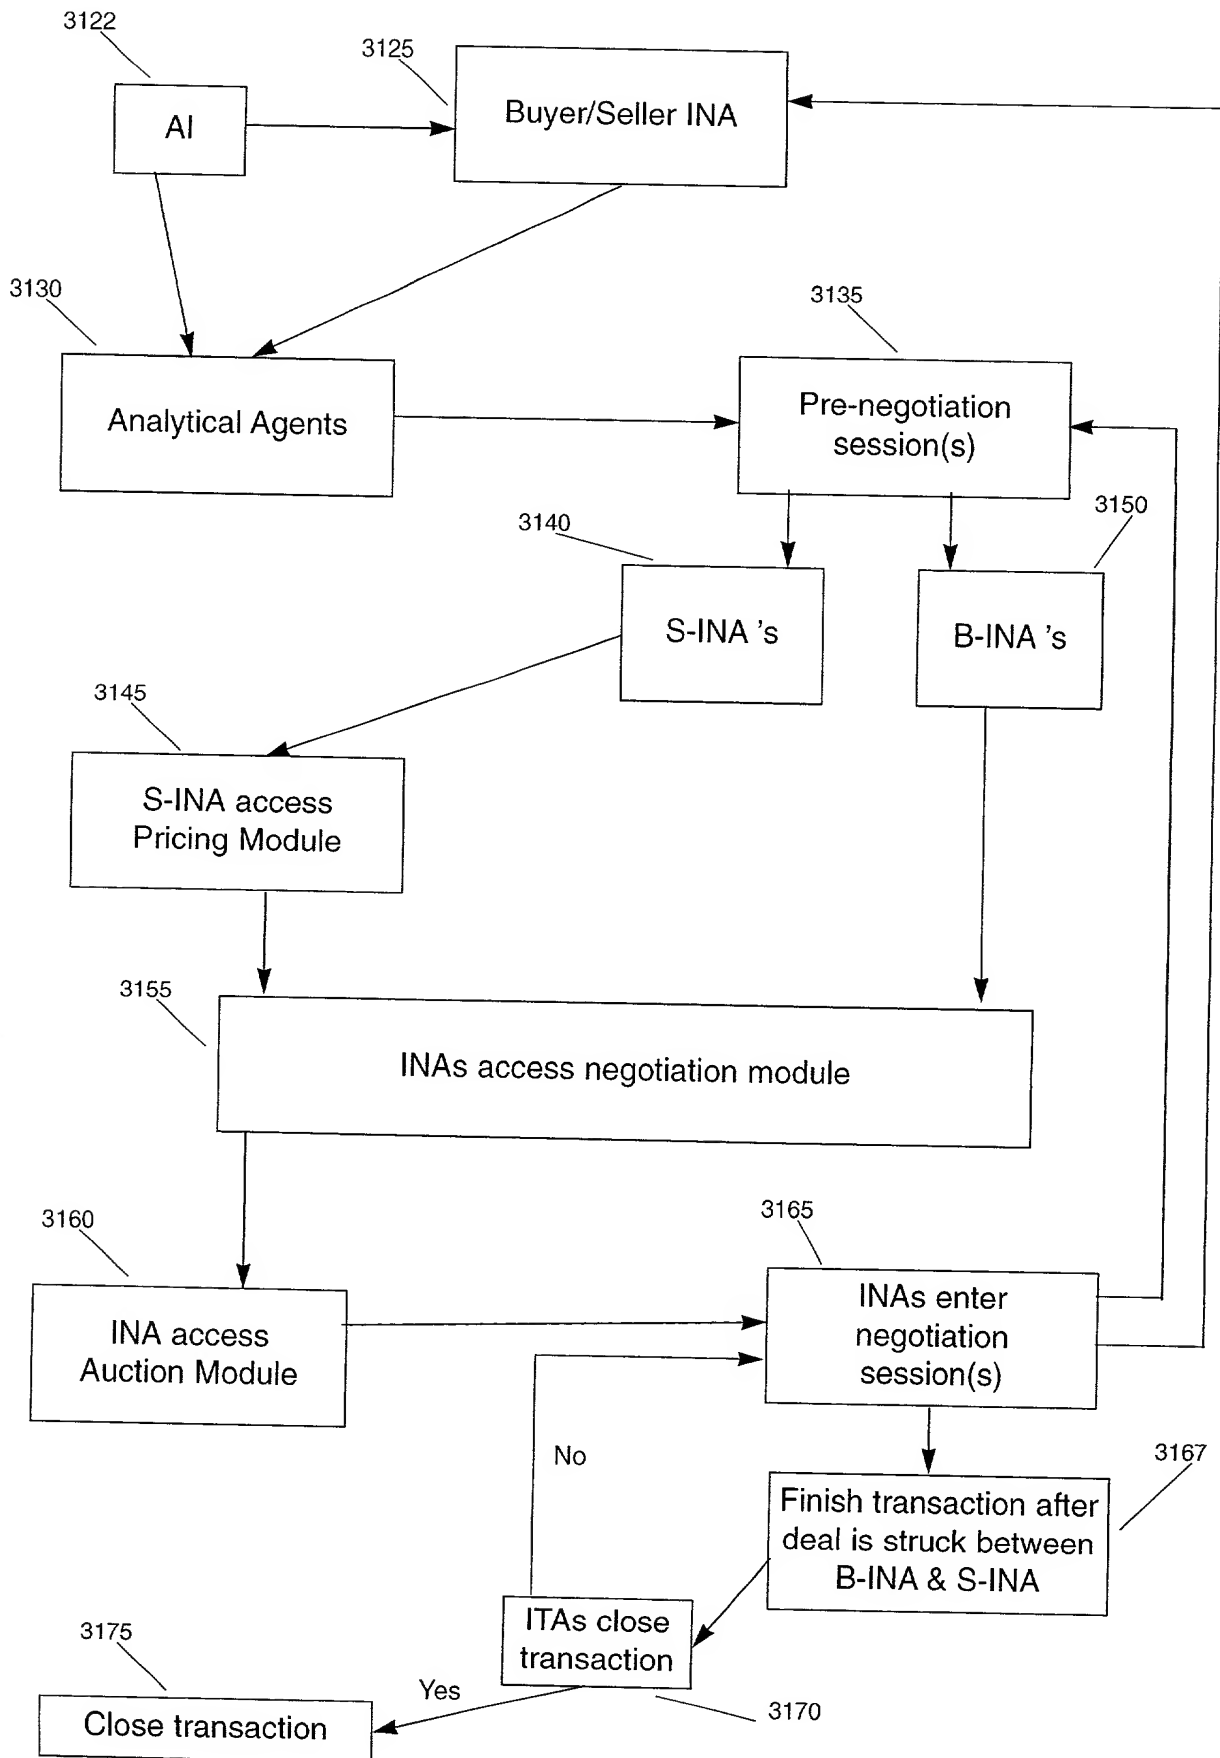 3122
3125
AI
Buyer/Seller INA
3130
3135
Analytical Agents
Pre-negotiation
session(s)
3140
3150
S-INA 's
B-INA 's
3145
S-INA access
Pricing Module
3155
INAs access negotiation module
3160
3165
INA access
Auction Module
INAs enter
negotiation
session(s)
No
3167
Finish transaction after
deal is struck between
B-INA & S-INA
ITAs close
transaction
3170
3175
Yes
Close transaction